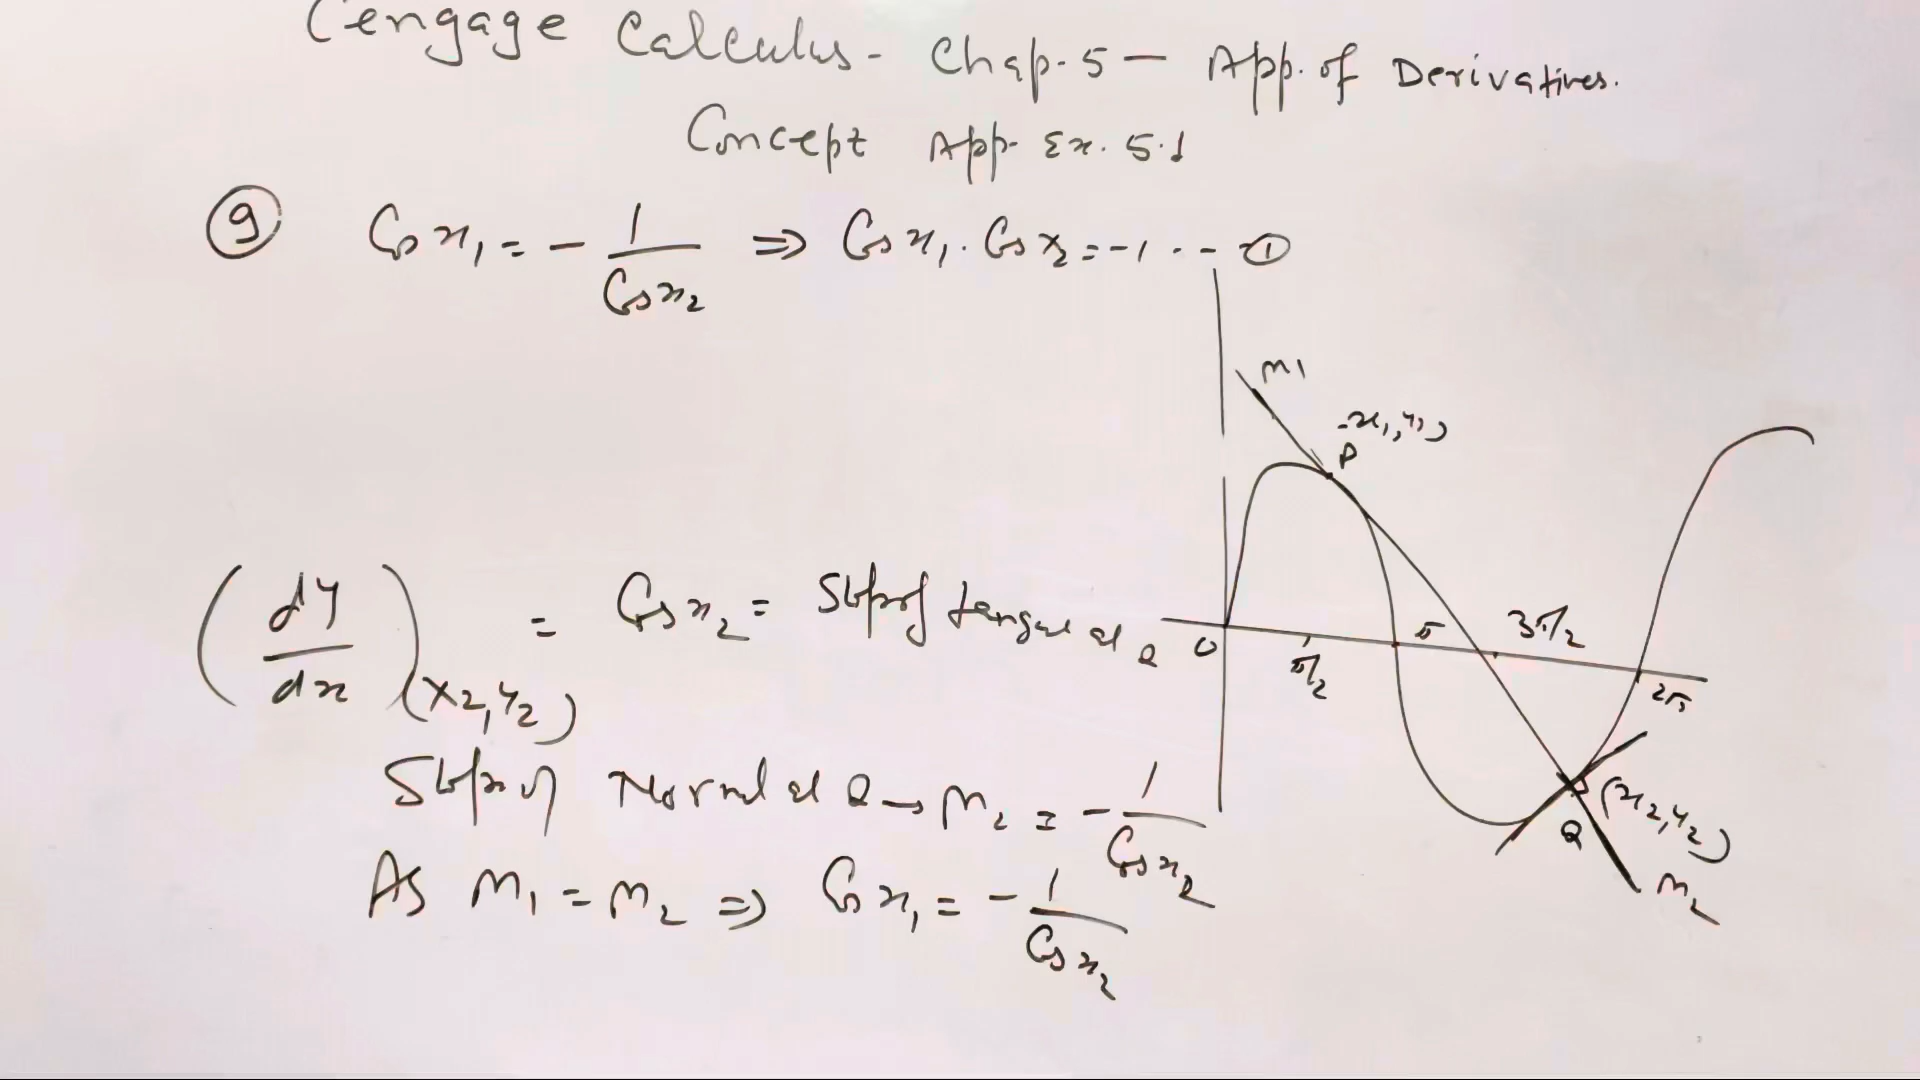 Cengage Calculus - Chap. 5 - App. of Derivatives.
Concept App. Ex. 5.1
⑨ Cos x₁ = - 1/Cos x₂ ⇒ Cos x₁ . Cos x₂ = -1 . - - ①
m1
x₁, y₁)
P
(dy/dx)(x₂, y₂) = Cos x₂ = Slope of tangent at Q
O π/2 π 3π/2 2π
Slope of Normal at Q → m₂ = - 1/Cos x₂
Q (x₂, y₂)
As m₁ = m₂ ⇒ Cos x₁ = - 1/Cos x₂
m₂